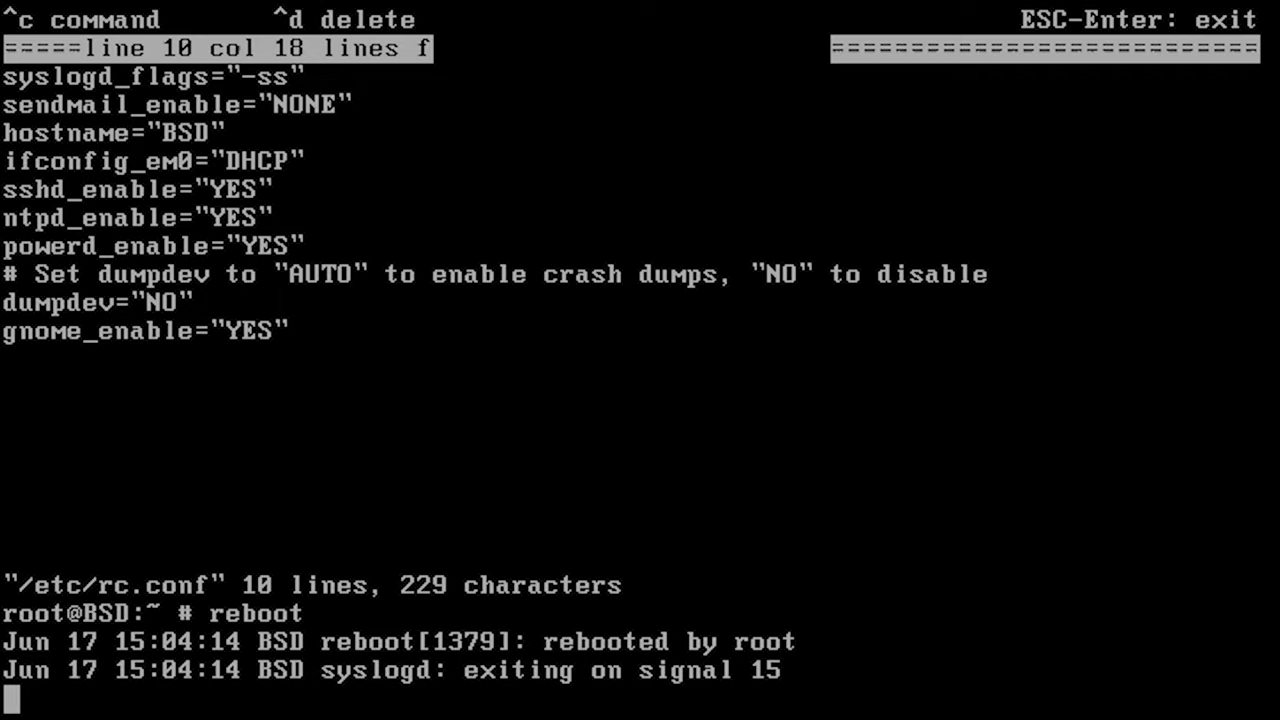 ^c command ^d delete ESC-Enter: exit
=====line 10 col 18 lines f ===========================
syslogd_flags="-ss"
sendmail_enable="NONE"
hostname="BSD"
ifconfig_em0="DHCP"
sshd_enable="YES"
ntpd_enable="YES"
powerd_enable="YES"
# Set dumpdev to "AUTO" to enable crash dumps, "NO" to disable
dumpdev="NO"
gnome_enable="YES"
"/etc/rc.conf" 10 lines, 229 characters
root@BSD:~ # reboot
Jun 17 15:04:14 BSD reboot[1379]: rebooted by root
Jun 17 15:04:14 BSD syslogd: exiting on signal 15